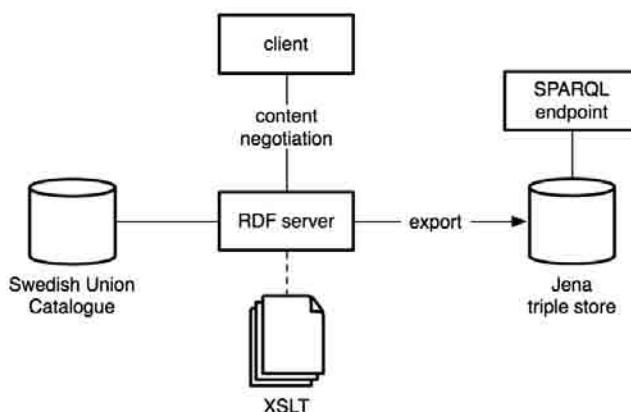 client
SPARQL
endpoint
content
negotiation
RDF server
export
Swedish Union
Catalogue
Jena
triple store
XSLT